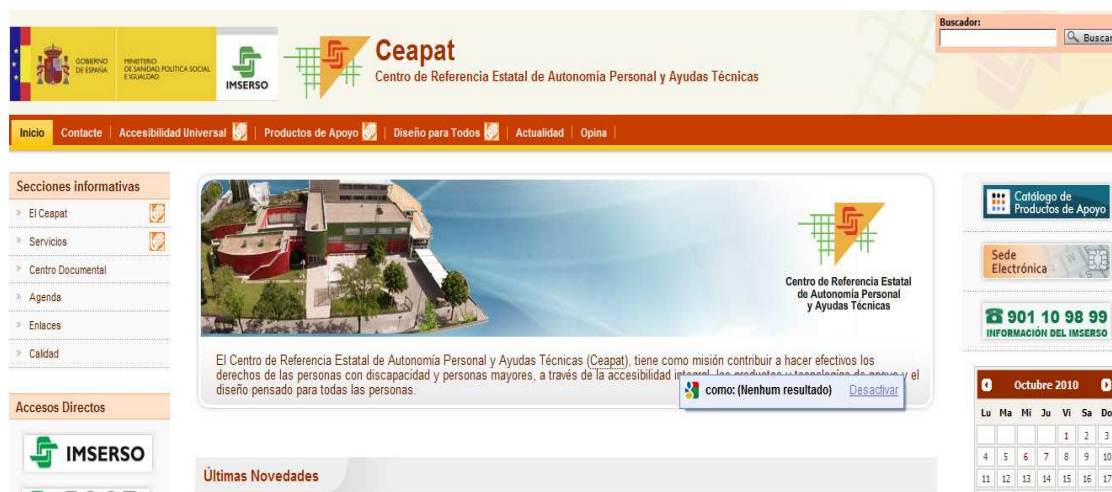 Buscador:
Buscar
GOBIERNO
DE ESPAÑA
MINISTERIO
DE SANIDAD, POLÍTICA SOCIAL
E IGUALDAD
IMSERSO
Ceapat
Centro de Referencia Estatal de Autonomía Personal y Ayudas Técnicas
Inicio | Contacte | Accesibilidad Universal | Productos de Apoyo | Diseño para Todos | Actualidad | Opina |
Secciones informativas
El Ceapat
Servicios
Centro Documental
Agenda
Enlaces
Calidad
Accesos Directos
IMSERSO
Centro de Referencia Estatal
de Autonomía Personal
y Ayudas Técnicas
El Centro de Referencia Estatal de Autonomía Personal y Ayudas Técnicas (Ceapat), tiene como misión contribuir a hacer efectivos los
derechos de las personas con discapacidad y personas mayores, a través de la accesibilidad integral, los productos y tecnologías de apoyo y el
diseño pensado para todas las personas.
como: (Nenhum resultado) Desactivar
Últimas Novedades
Catálogo de
Productos de Apoyo
Sede
Electrónica
901 10 98 99
INFORMACIÓN DEL IMSERSO
Octubre 2010
Lu Ma Mi Ju Vi Sa Do
1 2 3
4 5 6 7 8 9 10
11 12 13 14 15 16 17